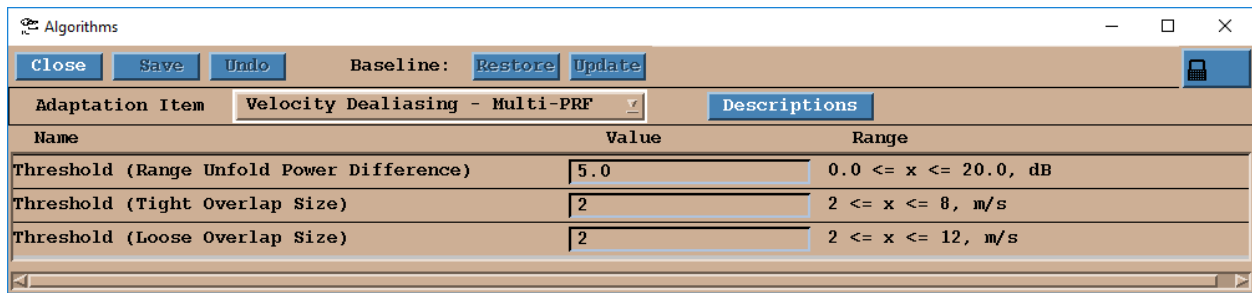 Algorithms
Close Save Undo Baseline: Restore Update
Adaptation Item Velocity Dealiasing - Multi-PRF Descriptions
Name Value Range
Threshold (Range Unfold Power Difference) 5.0 0.0 <= x <= 20.0, dB
Threshold (Tight Overlap Size) 2 2 <= x <= 8, m/s
Threshold (Loose Overlap Size) 2 2 <= x <= 12, m/s